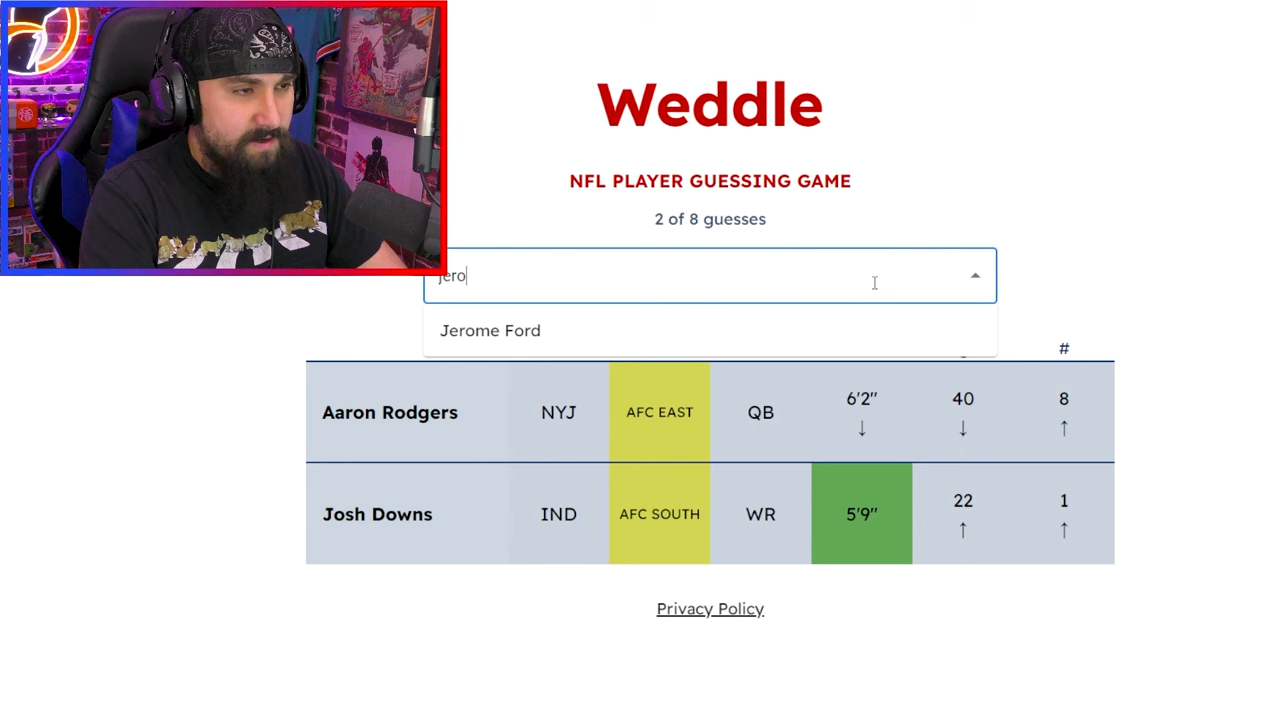 Weddle
NFL PLAYER GUESSING GAME
2 of 8 guesses
jero
Jerome Ford
#
Aaron Rodgers NYJ AFC EAST QB 6'2" ↓ 40 ↓ 8 ↑
Josh Downs IND AFC SOUTH WR 5'9" 22 ↑ 1 ↑
Privacy Policy